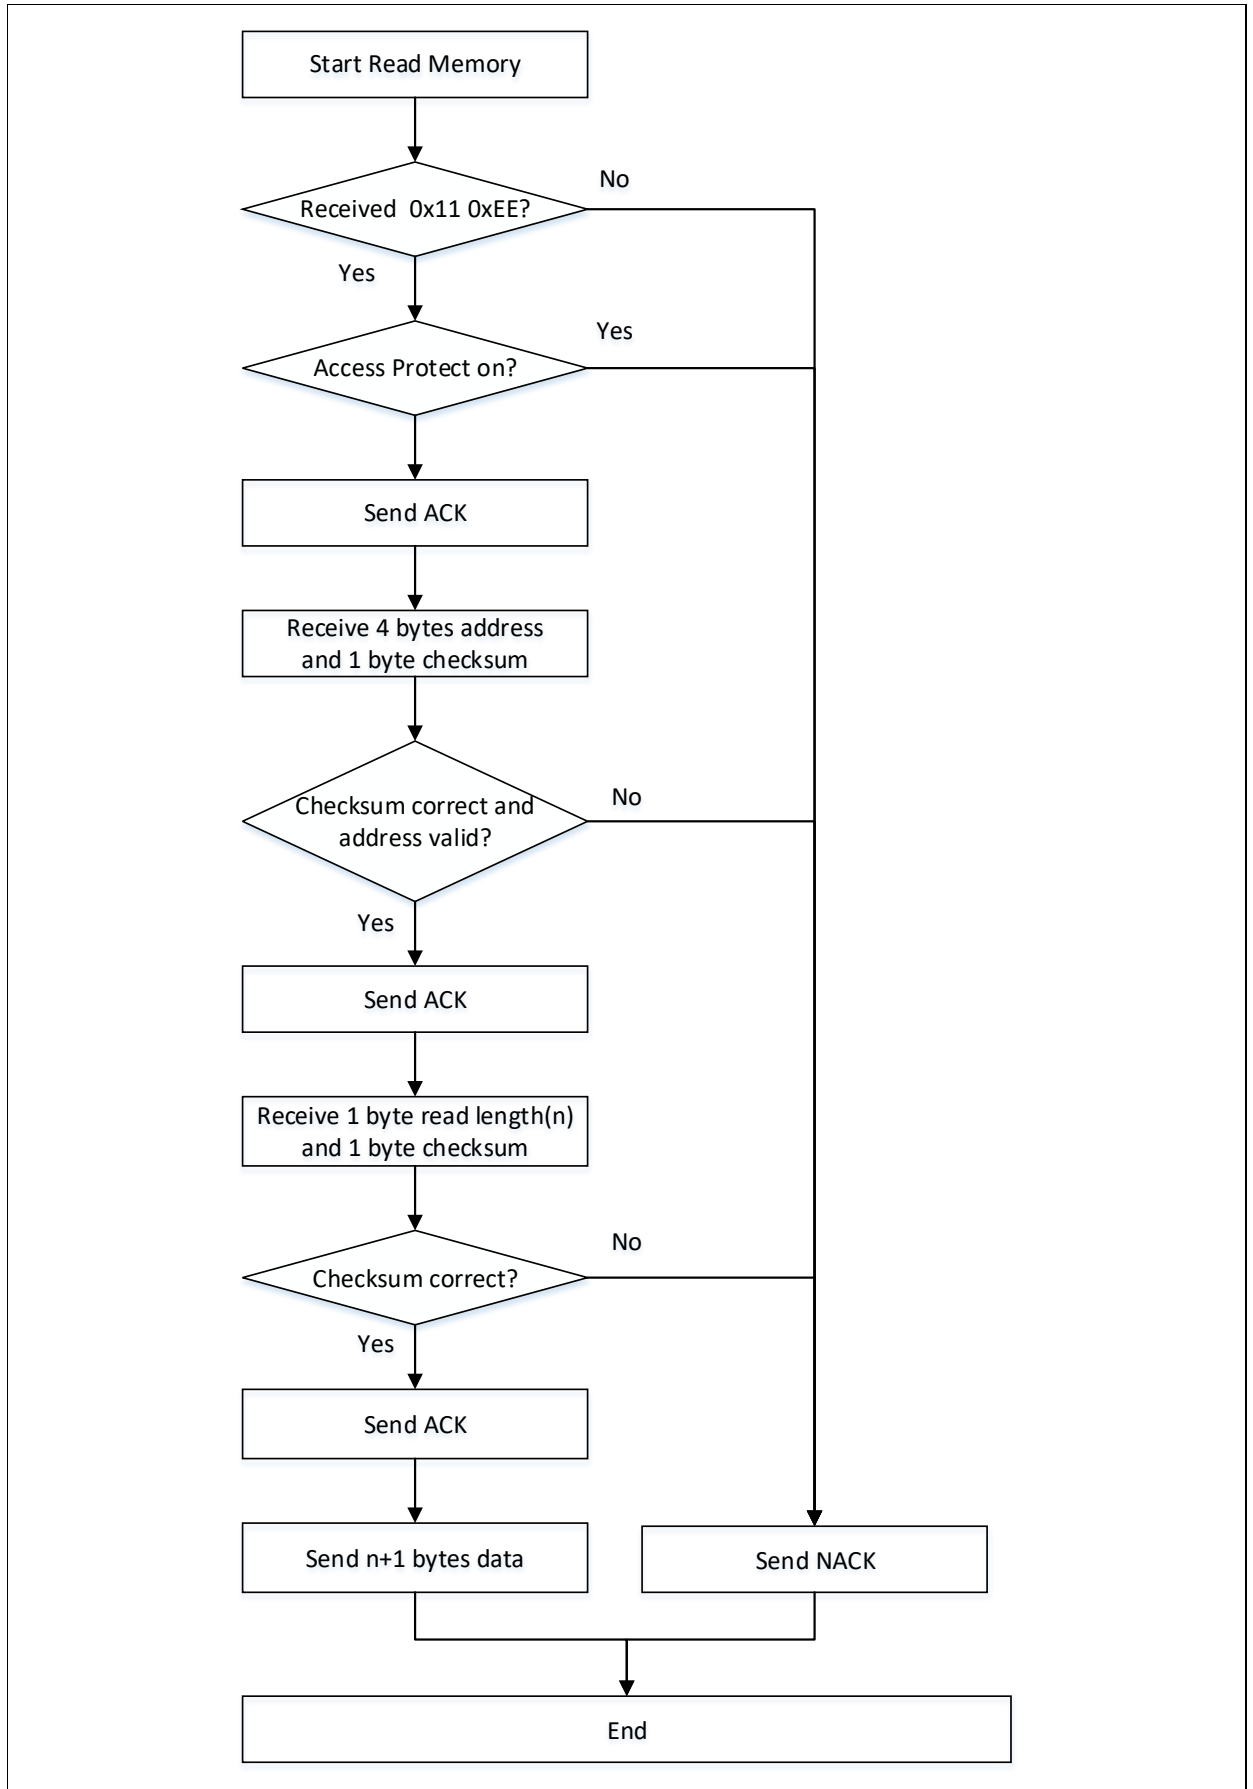 Start Read Memory
No
Received  0x11 0xEE?
Yes
Yes
Access Protect on?
Send ACK
Receive 4 bytes address
and 1 byte checksum
No
Checksum correct and
address valid?
Yes
Send ACK
Receive 1 byte read length(n)
and 1 byte checksum
No
Checksum correct?
Yes
Send ACK
Send n+1 bytes data
Send NACK
End